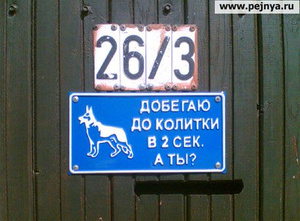 www.pejnya.ru
26/3
ДОБЕГАЮ
ДО КОЛИТКИ
В 2 СЕК.
А ТЫ?